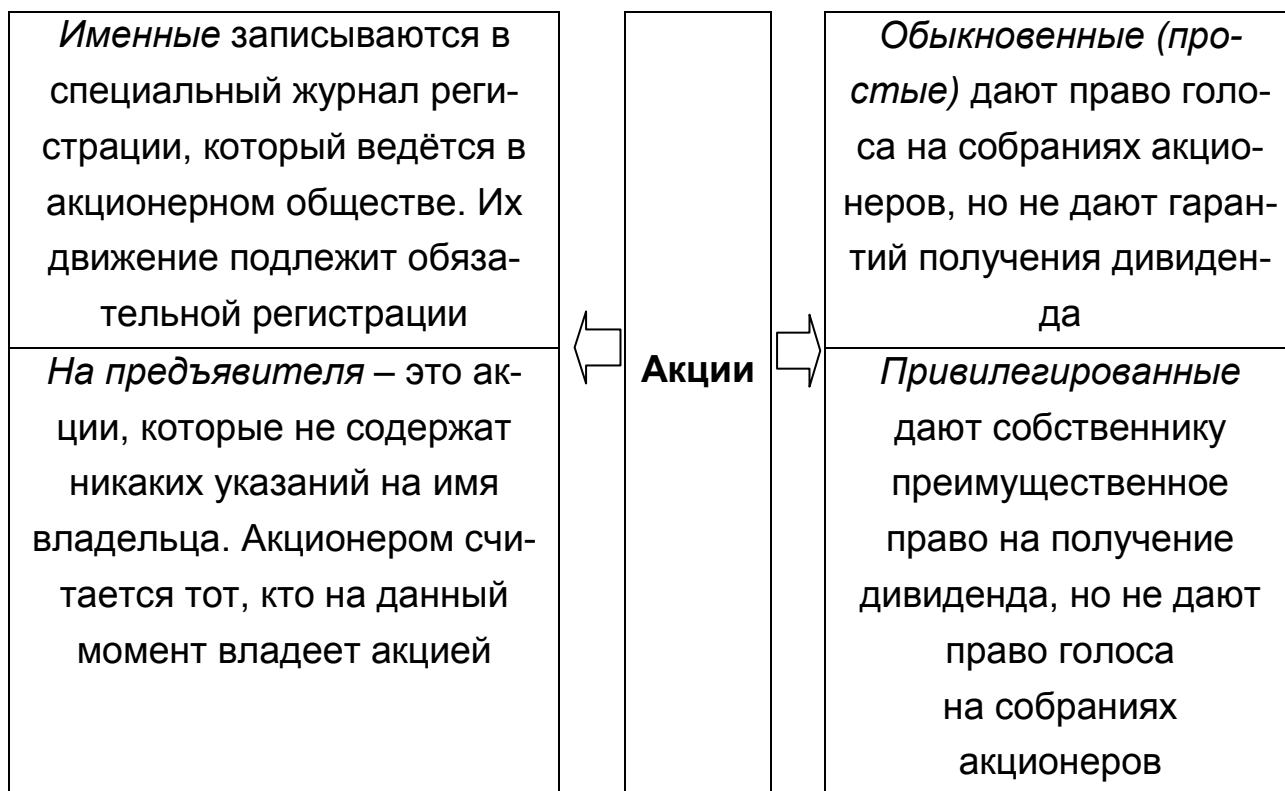 Именные записываются в
специальный журнал реги-
страции, который ведётся в
акционерном обществе. Их
движение подлежит обяза-
тельной регистрации
На предъявителя – это ак-
ции, которые не содержат
никаких указаний на имя
владельца. Акционером счи-
тается тот, кто на данный
момент владеет акцией
Акции
Обыкновенные (про-
стые) дают право голо-
са на собраниях акцио-
неров, но не дают гаран-
тий получения дивиден-
да
Привилегированные
дают собственнику
преимущественное
право на получение
дивиденда, но не дают
право голоса
на собраниях
акционеров